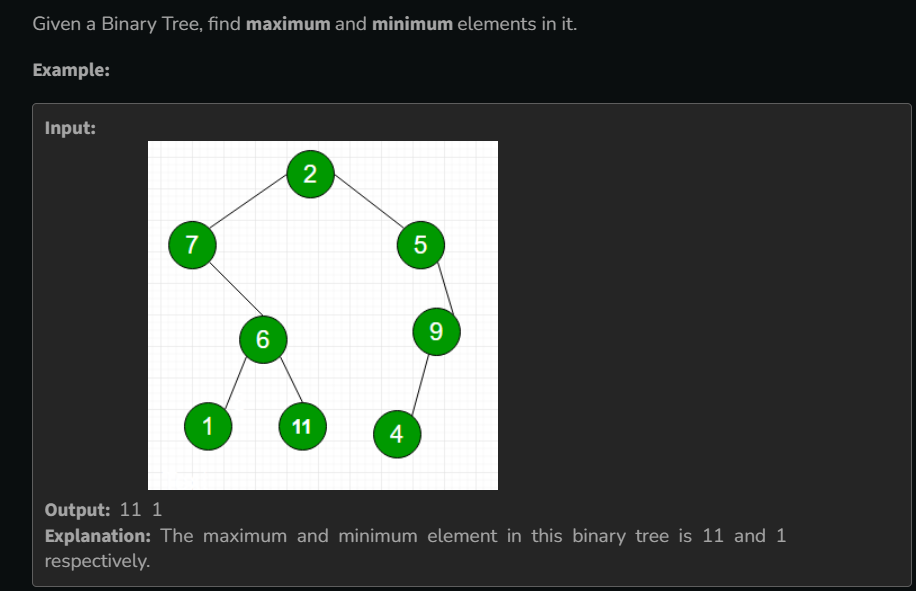 Given a Binary Tree, find maximum and minimum elements in it.
Example:
Input:
2
7
5
6
9
1
11
4
Output: 11 1
Explanation: The maximum and minimum element in this binary tree is 11 and 1
respectively.